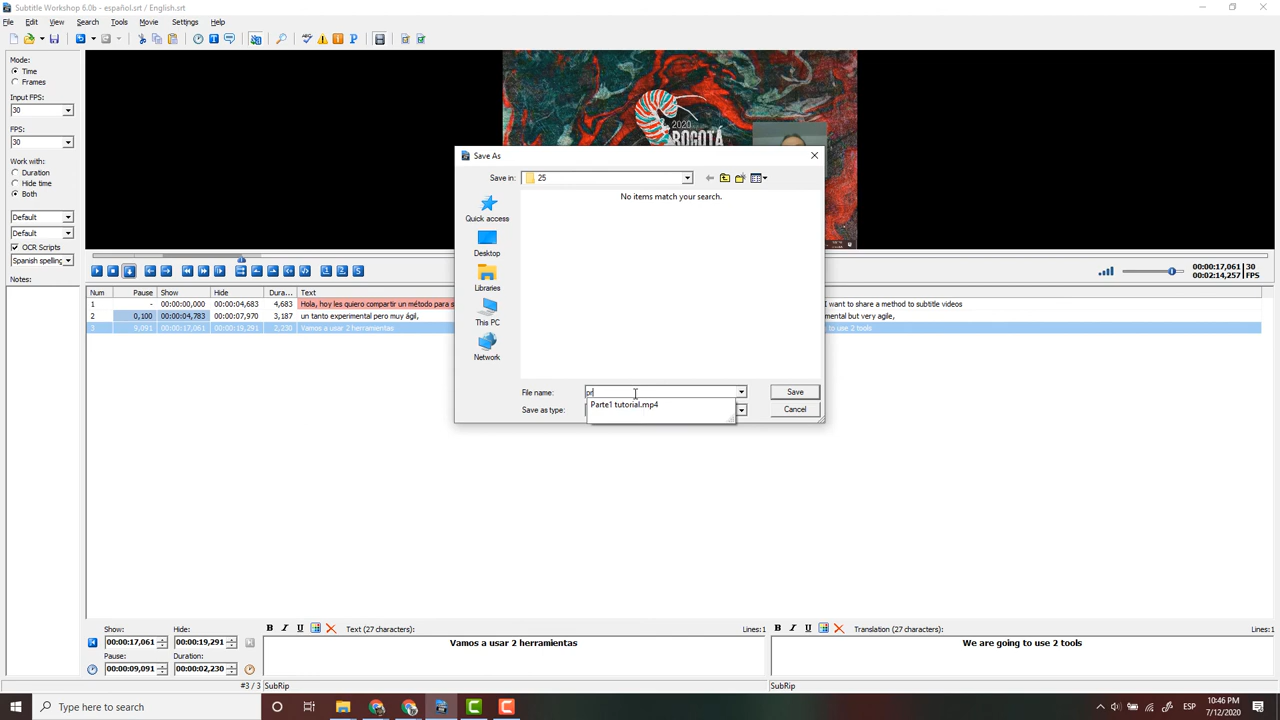 Subtitle Workshop 6.0b - español.srt / English.srt
File Edit View Search Tools Movie Settings Help
Mode:
Time
Frames
Input FPS:
30
FPS:
30
Work with:
Duration
Hide time
Both
Default
Default
OCR Scripts
Spanish spelling
Notes:
2020
BOGOTÁ
Save As
Save in: 25
No items match your search.
Quick access
Desktop
Libraries
This PC
Network
File name: pr
Save
Parte1 tutorial.mp4
Save as type:
Cancel
00:00:17,061 30
00:02:14,257 FPS
Num Pause Show Hide Dura... Text
1 - 00:00:00,000 00:00:04,683 4,683 Hola, hoy les quiero compartir un método para s I want to share a method to subtitle videos
2 0,100 00:00:04,783 00:00:07,970 3,187 un tanto experimental pero muy ágil, mental but very agile,
3 9,091 00:00:17,061 00:00:19,291 2,230 Vamos a usar 2 herramientas to use 2 tools
Show: Hide: B I U Text (27 characters): Lines:1 B I U Translation (27 characters): Lines:1
00:00:17,061 00:00:19,291 Vamos a usar 2 herramientas We are going to use 2 tools
Pause: Duration:
00:00:09,091 00:00:02,230
#3 / 3 SubRip SubRip
Type here to search
ESP
10:46 PM
7/12/2020